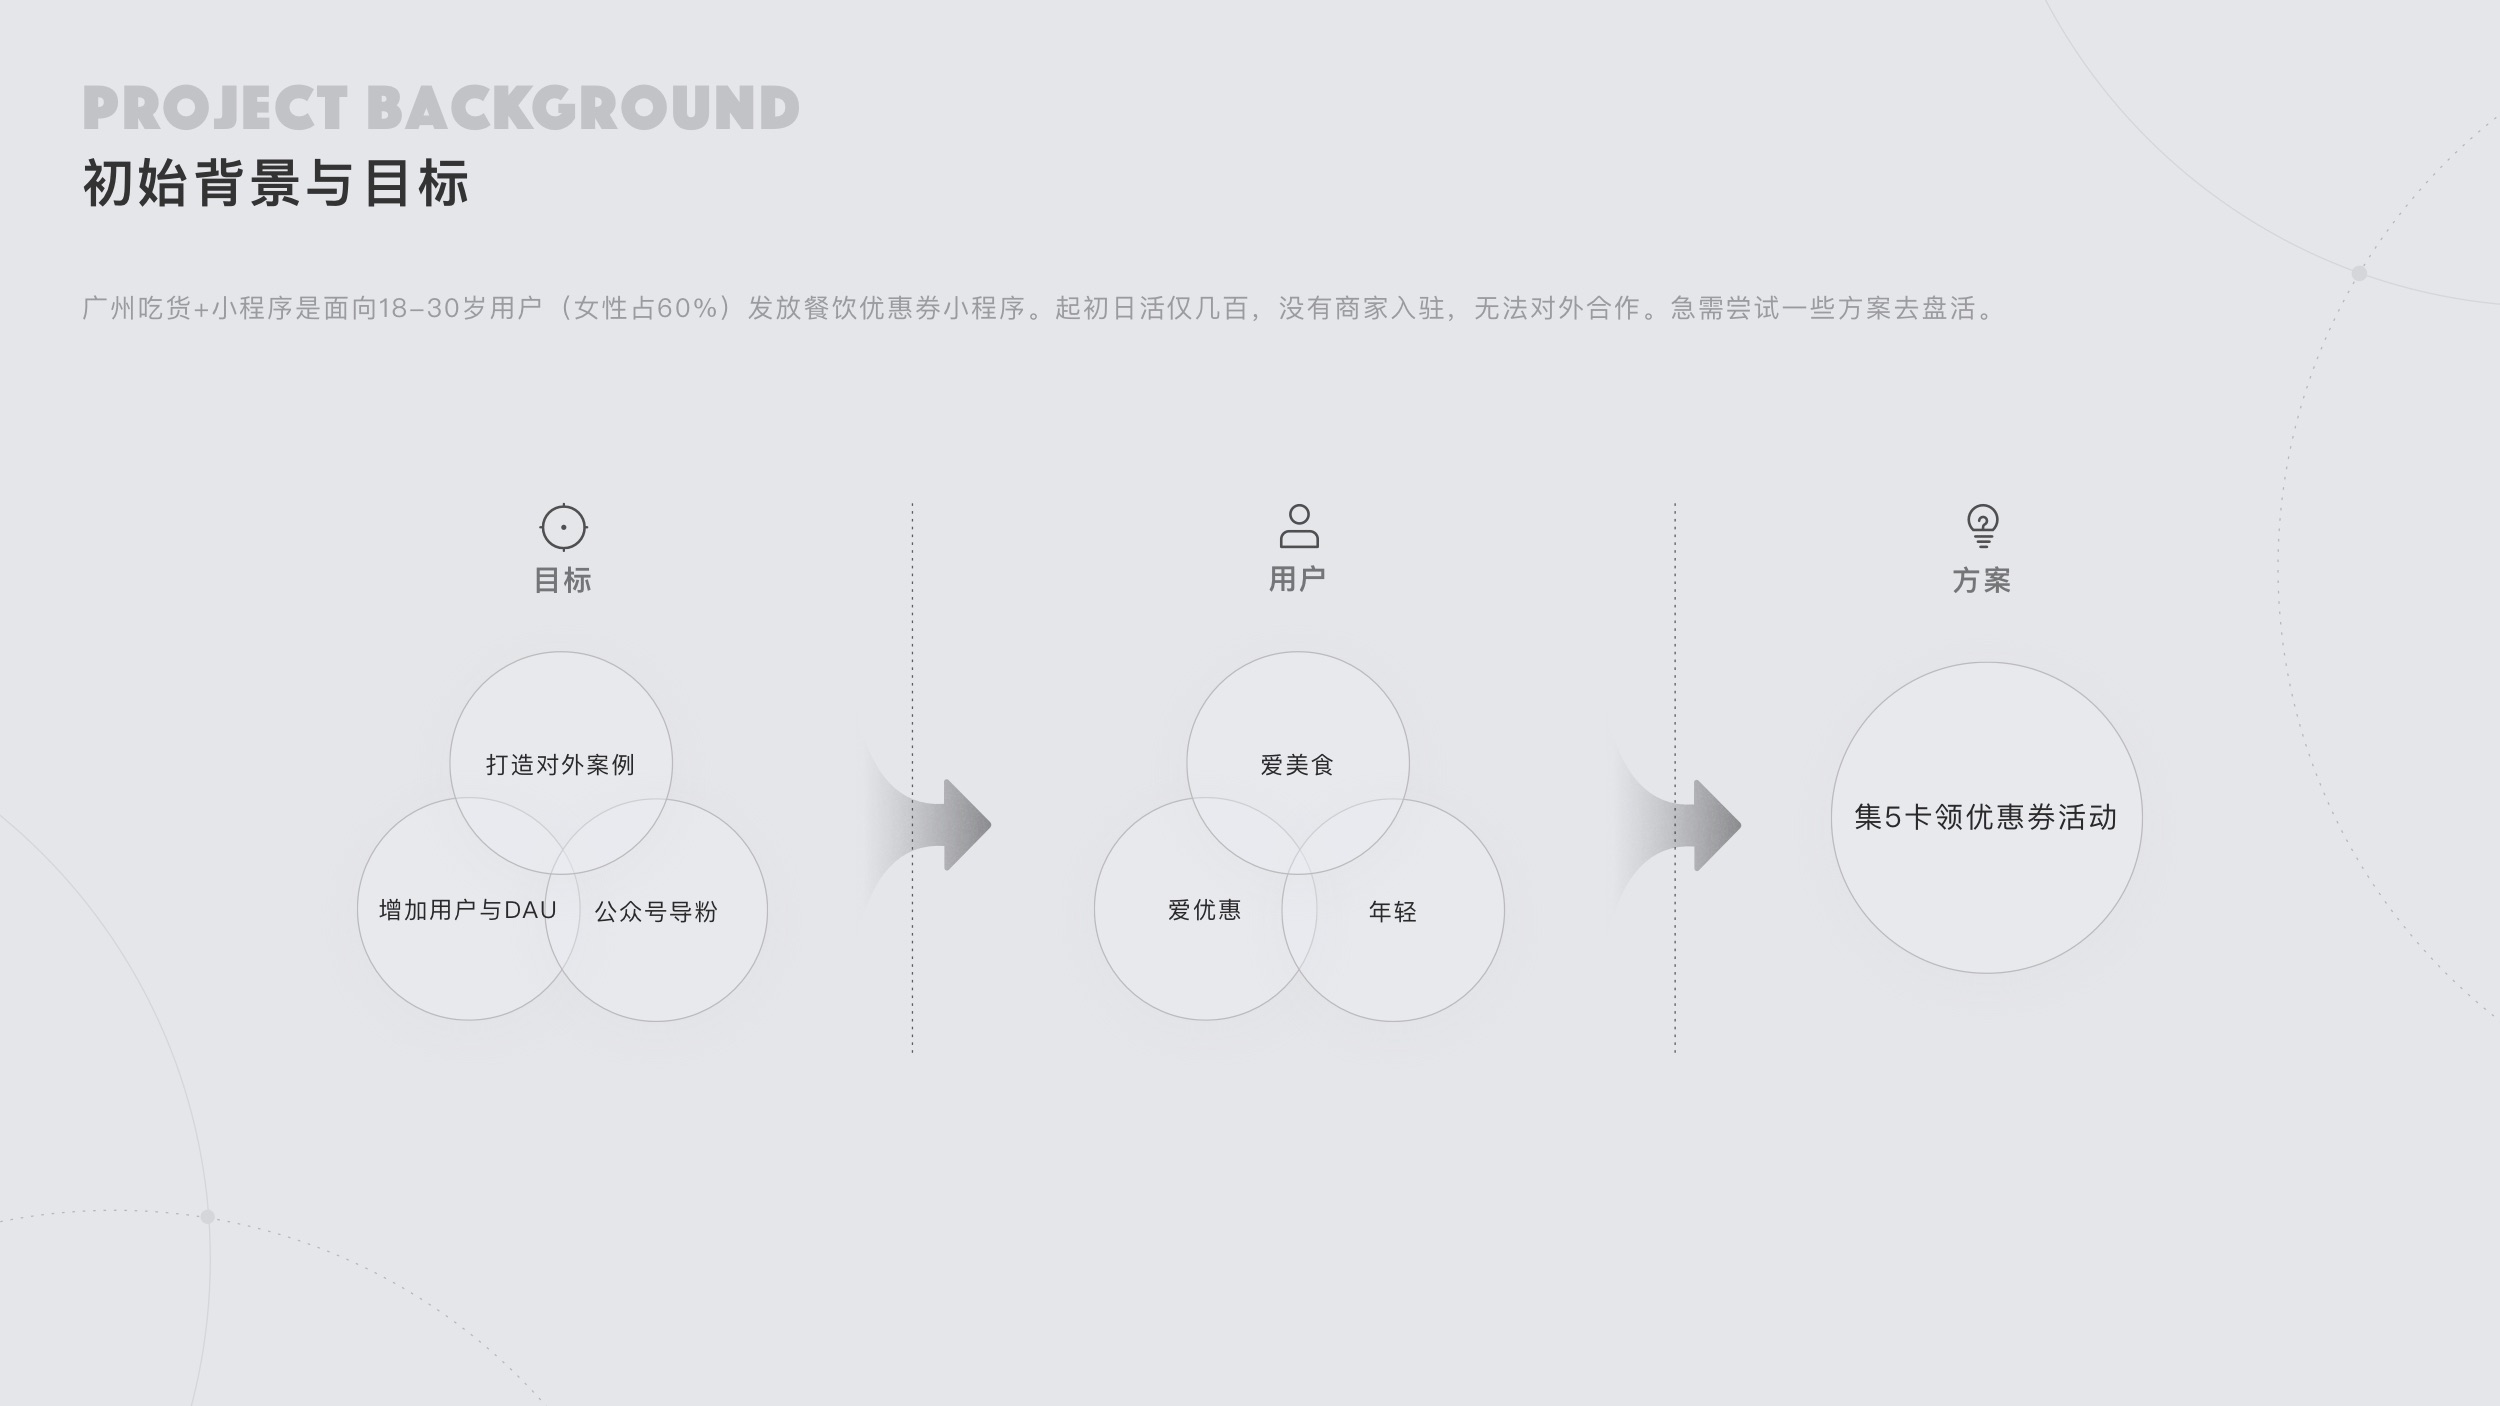 PROJECT BACKGROUND
初始背景与目标
广州吃货+小程序是面向18-30岁用户（女性占60%）发放餐饮优惠券小程序。起初日活仅几百，没有商家入驻，无法对外合作。急需尝试一些方案去盘活。
目标
用户
方案
打造对外案例
增加用户与DAU
公众号导粉
爱美食
爱优惠
年轻
集5卡领优惠券活动